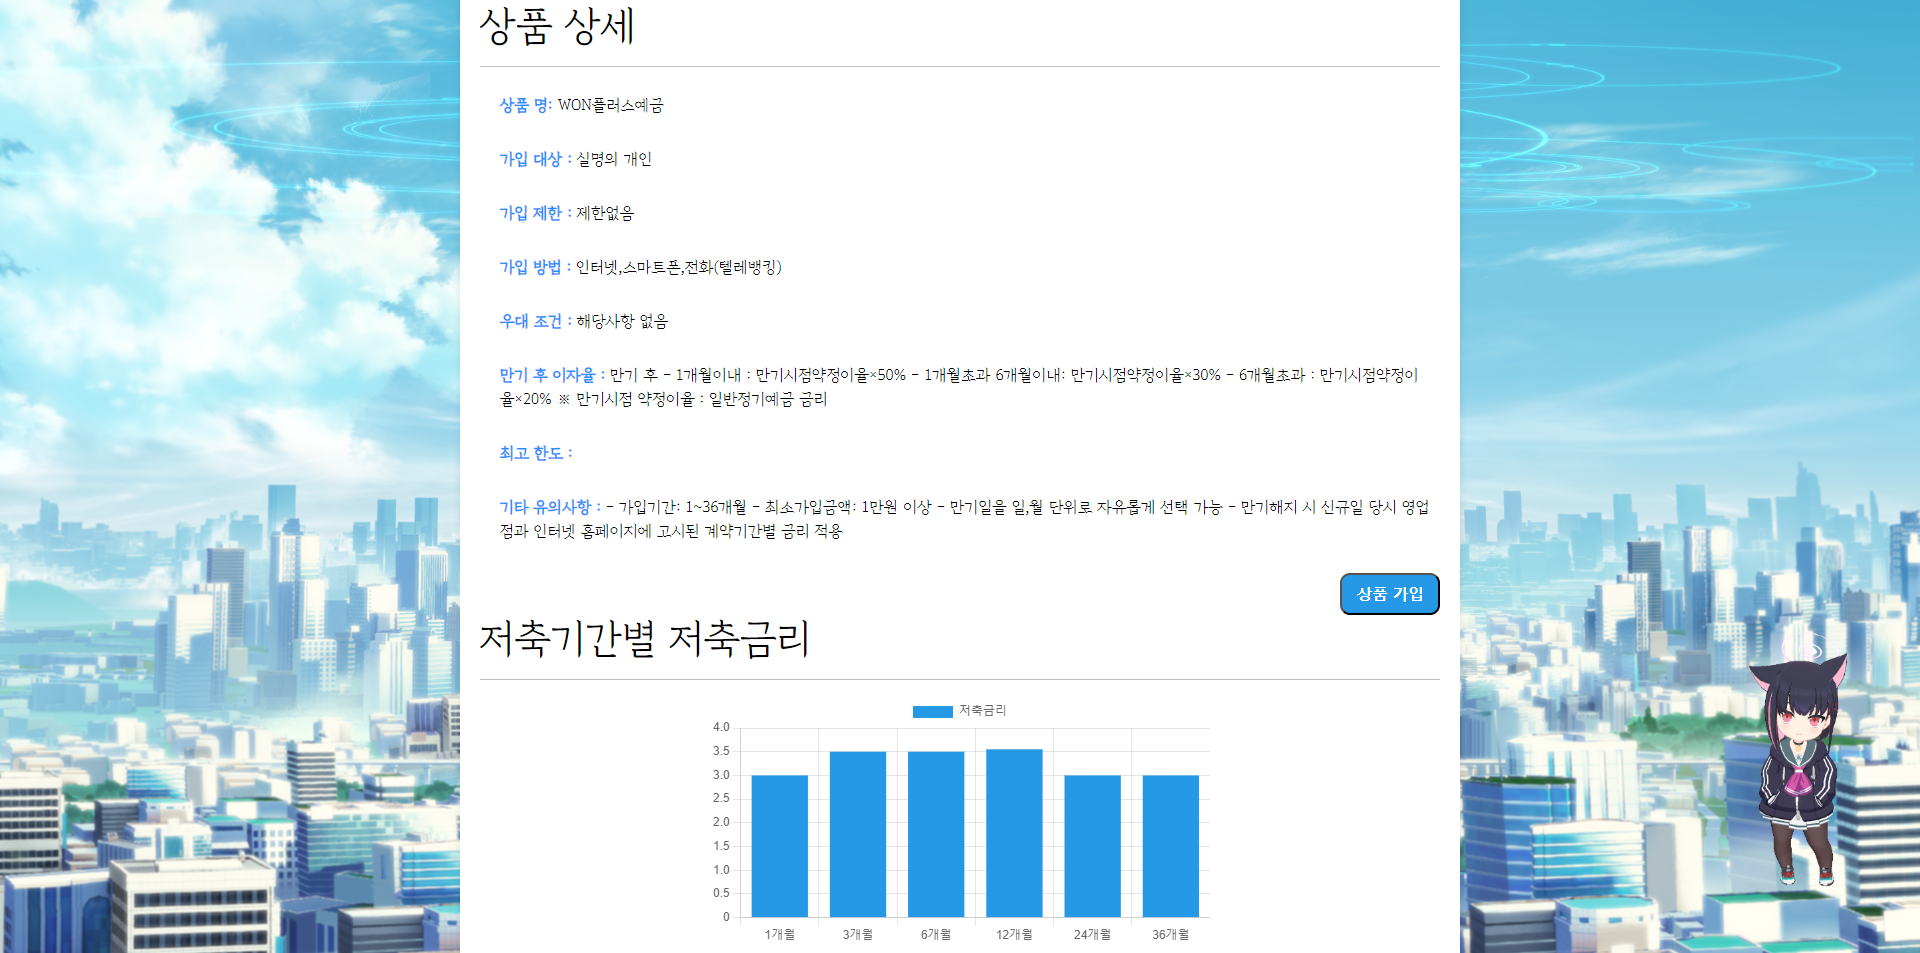 상품 상세
상품 명: WON플러스예금
가입 대상 : 실명의 개인
가입 제한 : 제한없음
가입 방법 : 인터넷,스마트폰,전화(텔레뱅킹)
우대 조건 : 해당사항 없음
만기 후 이자율 : 만기 후 - 1개월이내 : 만기시점약정이율×50% - 1개월초과 6개월이내: 만기시점약정이율×30% - 6개월초과 : 만기시점약정이
율×20% ※ 만기시점 약정이율 : 일반정기예금 금리
최고 한도 :
기타 유의사항 : - 가입기간: 1~36개월 - 최소가입금액: 1만원 이상 - 만기일을 일,월 단위로 자유롭게 선택 가능 - 만기해지 시 신규일 당시 영업
점과 인터넷 홈페이지에 고시된 계약기간별 금리 적용
상품 가입
저축기간별 저축금리
저축금리
4.0
3.5
3.0
2.5
2.0
1.5
1.0
0.5
0
1개월 3개월 6개월 12개월 24개월 36개월